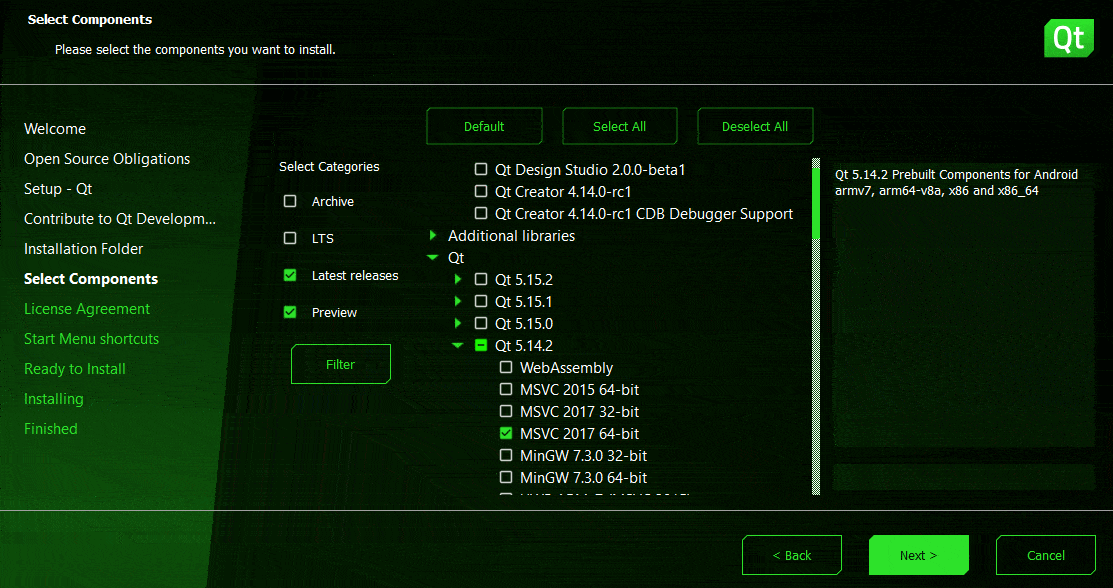 Select Components
Please select the components you want to install.
Qt
Welcome
Open Source Obligations
Setup - Qt
Contribute to Qt Developm...
Installation Folder
Select Components
License Agreement
Start Menu shortcuts
Ready to Install
Installing
Finished
Select Categories
Archive
LTS
Latest releases
Preview
Filter
Default
Select All
Deselect All
Qt Design Studio 2.0.0-beta1
Qt Creator 4.14.0-rc1
Qt Creator 4.14.0-rc1 CDB Debugger Support
Additional libraries
Qt
Qt 5.15.2
Qt 5.15.1
Qt 5.15.0
Qt 5.14.2
WebAssembly
MSVC 2015 64-bit
MSVC 2017 32-bit
MSVC 2017 64-bit
MinGW 7.3.0 32-bit
MinGW 7.3.0 64-bit
Qt 5.14.2 Prebuilt Components for Android
armv7, arm64-v8a, x86 and x86_64
< Back
Next >
Cancel